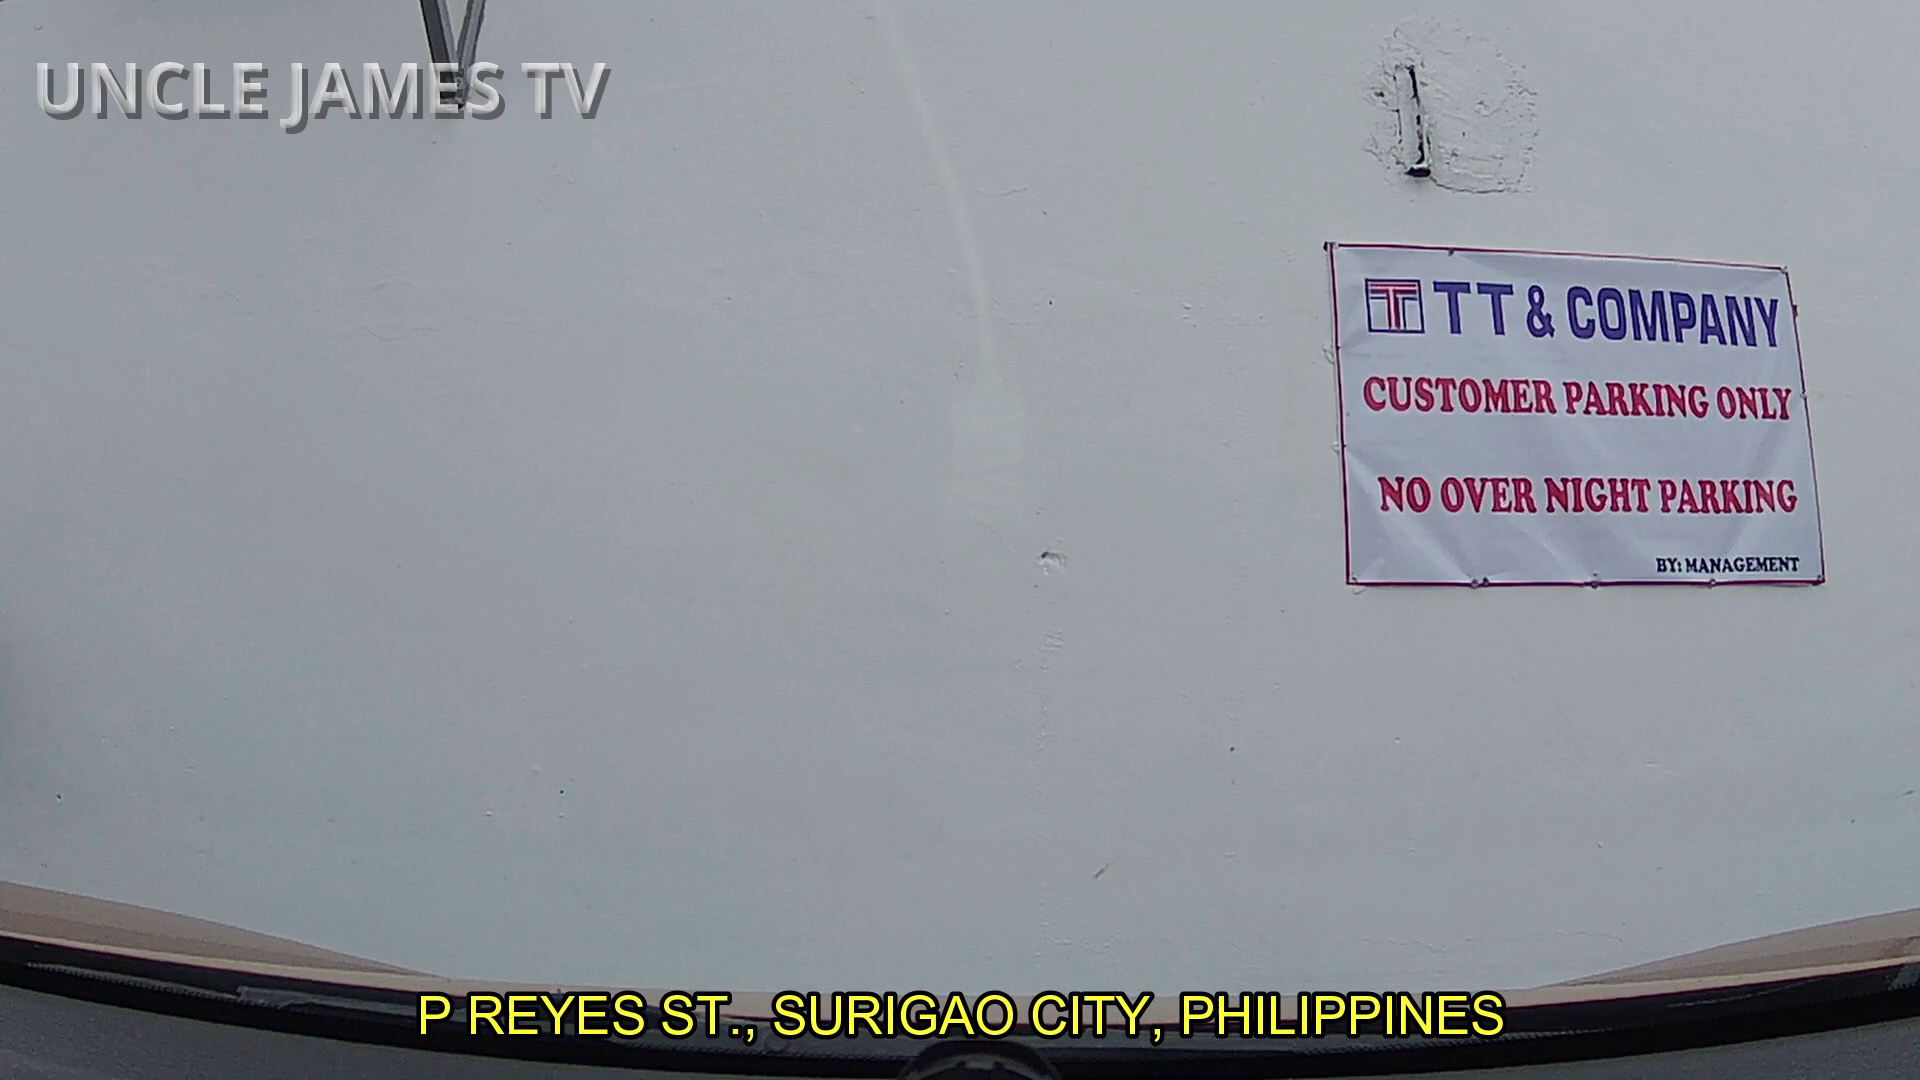 UNCLE JAMES TV
TT & COMPANY
CUSTOMER PARKING ONLY
NO OVER NIGHT PARKING
BY: MANAGEMENT
P REYES ST., SURIGAO CITY, PHILIPPINES